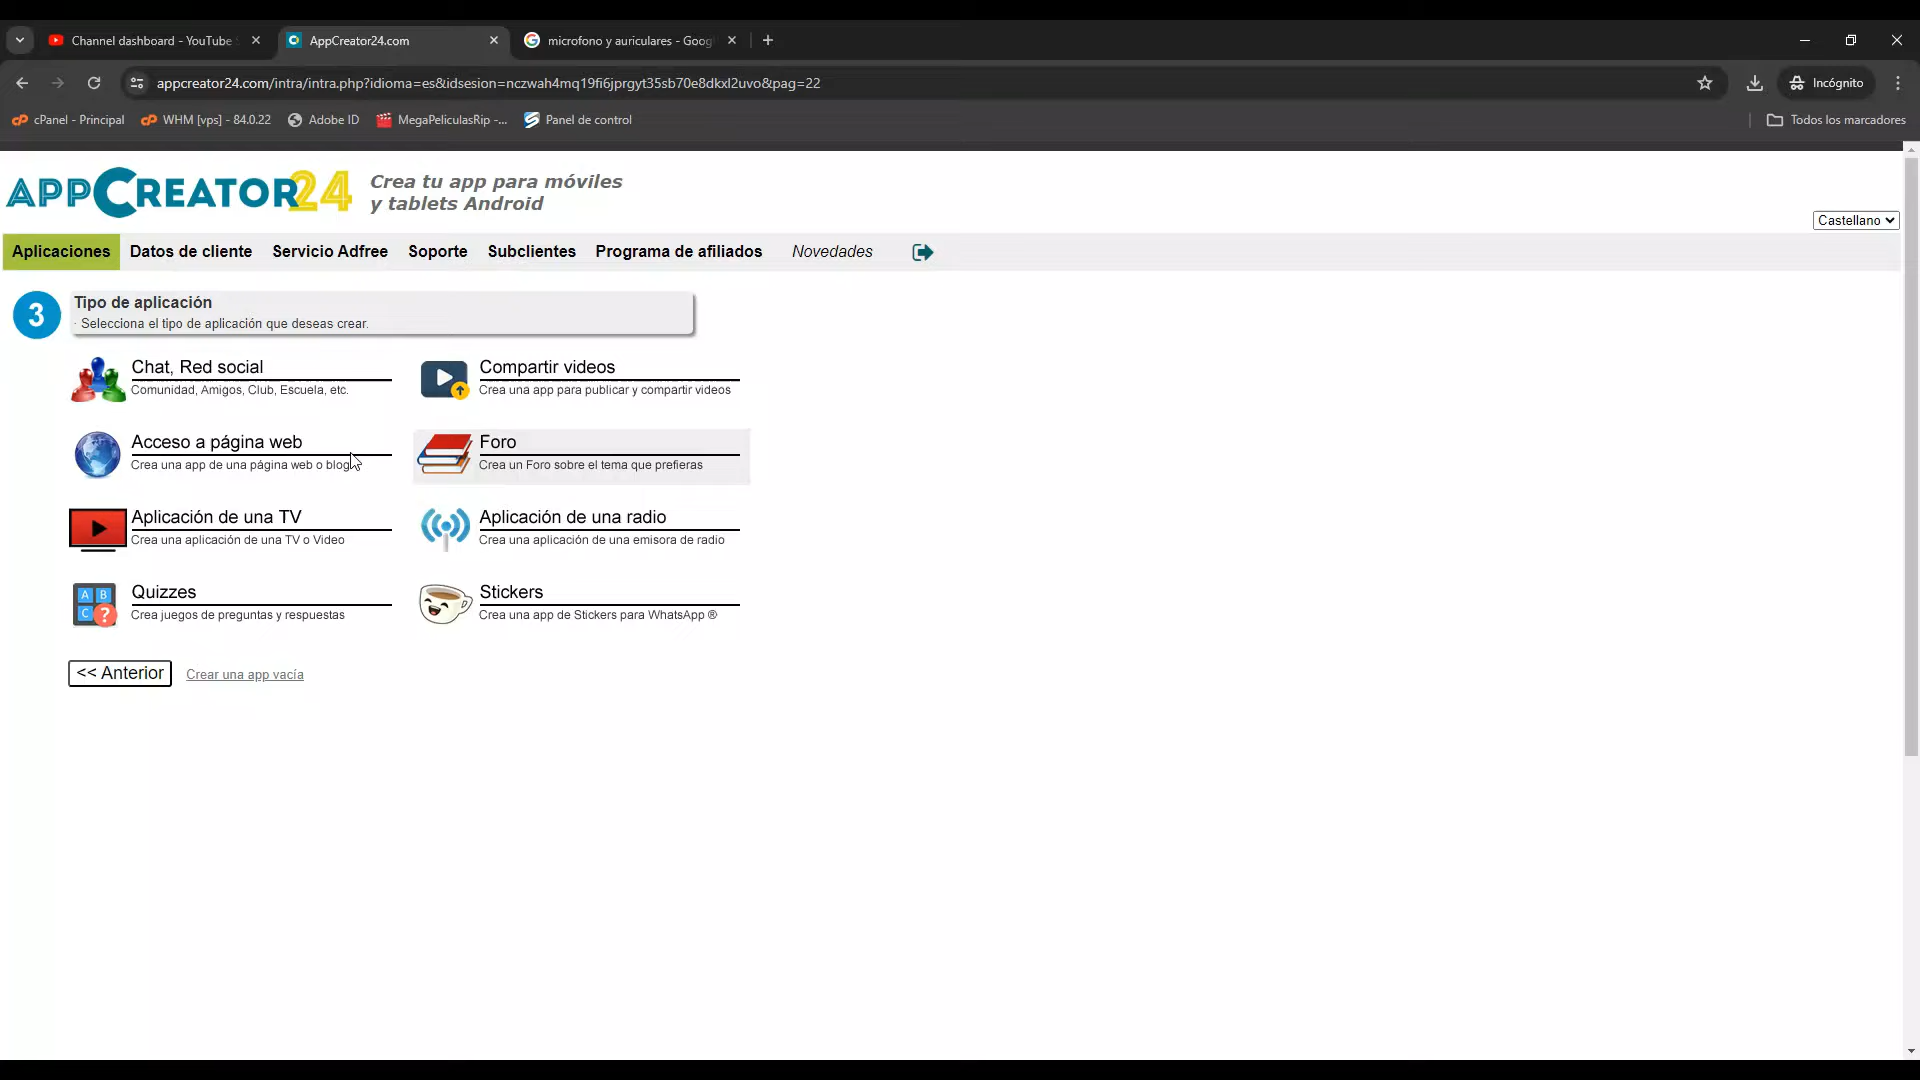 Channel dashboard - YouTube
AppCreator24.com
microfono y auriculares - Goog
appcreator24.com/intra/intra.php?idioma=es&idsesion=nczwah4mq19fi6jprgyt35sb70e8dkxl2uvo&pag=22
Incógnito
cPanel - Principal
WHM [vps] - 84.0.22
Adobe ID
MegaPeliculasRip -...
Panel de control
Todos los marcadores
APPCREATOR24
Crea tu app para móviles
y tablets Android
Castellano
Aplicaciones
Datos de cliente
Servicio Adfree
Soporte
Subclientes
Programa de afiliados
Novedades
3
Tipo de aplicación
· Selecciona el tipo de aplicación que deseas crear.
Chat, Red social
Comunidad, Amigos, Club, Escuela, etc.
Compartir videos
Crea una app para publicar y compartir videos
Acceso a página web
Crea una app de una página web o blog
Foro
Crea un Foro sobre el tema que prefieras
Aplicación de una TV
Crea una aplicación de una TV o Video
Aplicación de una radio
Crea una aplicación de una emisora de radio
A B
C ?
Quizzes
Crea juegos de preguntas y respuestas
Stickers
Crea una app de Stickers para WhatsApp ®
<< Anterior
Crear una app vacía